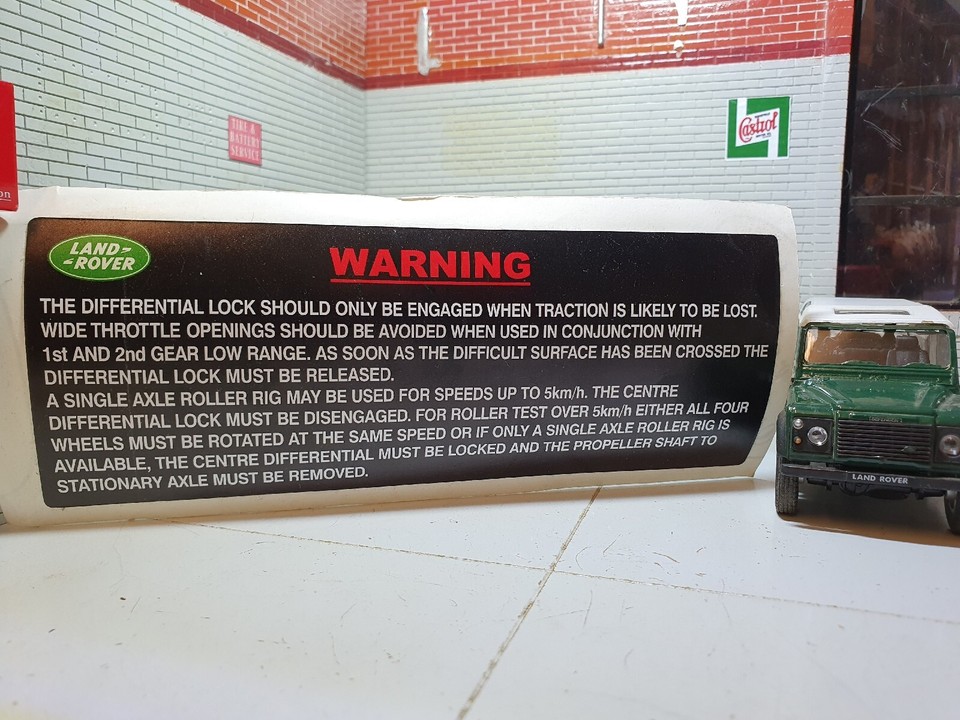 TIRE &
BATTERY
SERVICE
Castrol
on
LAND-
-ROVER
WARNING
THE DIFFERENTIAL LOCK SHOULD ONLY BE ENGAGED WHEN TRACTION IS LIKELY TO BE LOST.
WIDE THROTTLE OPENINGS SHOULD BE AVOIDED WHEN USED IN CONJUNCTION WITH
1st AND 2nd GEAR LOW RANGE. AS SOON AS THE DIFFICULT SURFACE HAS BEEN CROSSED THE
DIFFERENTIAL LOCK MUST BE RELEASED.
A SINGLE AXLE ROLLER RIG MAY BE USED FOR SPEEDS UP TO 5km/h. THE CENTRE
DIFFERENTIAL LOCK MUST BE DISENGAGED. FOR ROLLER TEST OVER 5km/h EITHER ALL FOUR
WHEELS MUST BE ROTATED AT THE SAME SPEED OR IF ONLY A SINGLE AXLE ROLLER RIG IS
AVAILABLE, THE CENTRE DIFFERENTIAL MUST BE LOCKED AND THE PROPELLER SHAFT TO
STATIONARY AXLE MUST BE REMOVED.
LAND ROVER